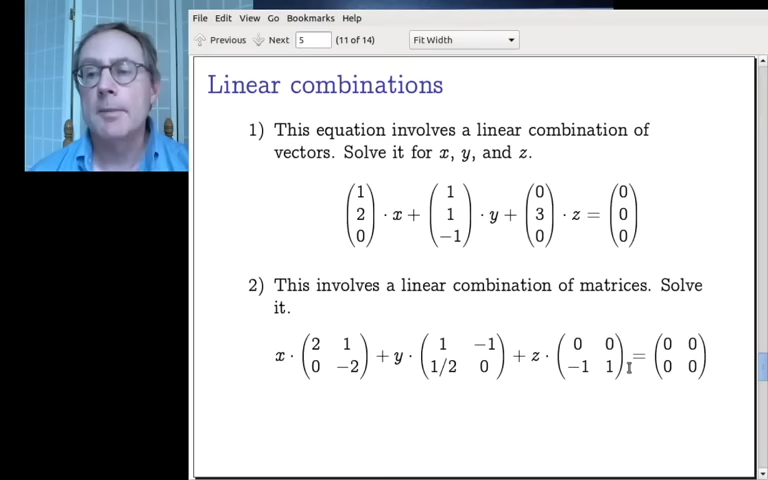 File Edit View Go Bookmarks Help
Previous Next 5 (11 of 14) Fit Width
Linear combinations
1) This equation involves a linear combination of
vectors. Solve it for x, y, and z.
(1 2 0) · x + (1 1 −1) · y + (0 3 0) · z = (0 0 0)
2) This involves a linear combination of matrices. Solve
it.
x · (2 1 0 −2) + y · (1 −1 1/2 0) + z · (0 0 −1 1) = (0 0 0 0)